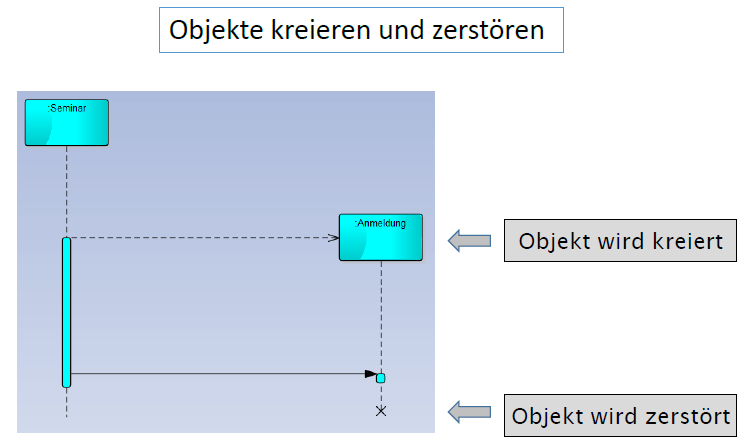 Objekte kreieren und zerstören
:Seminar
:Anmeldung
Objekt wird kreiert
Objekt wird zerstört